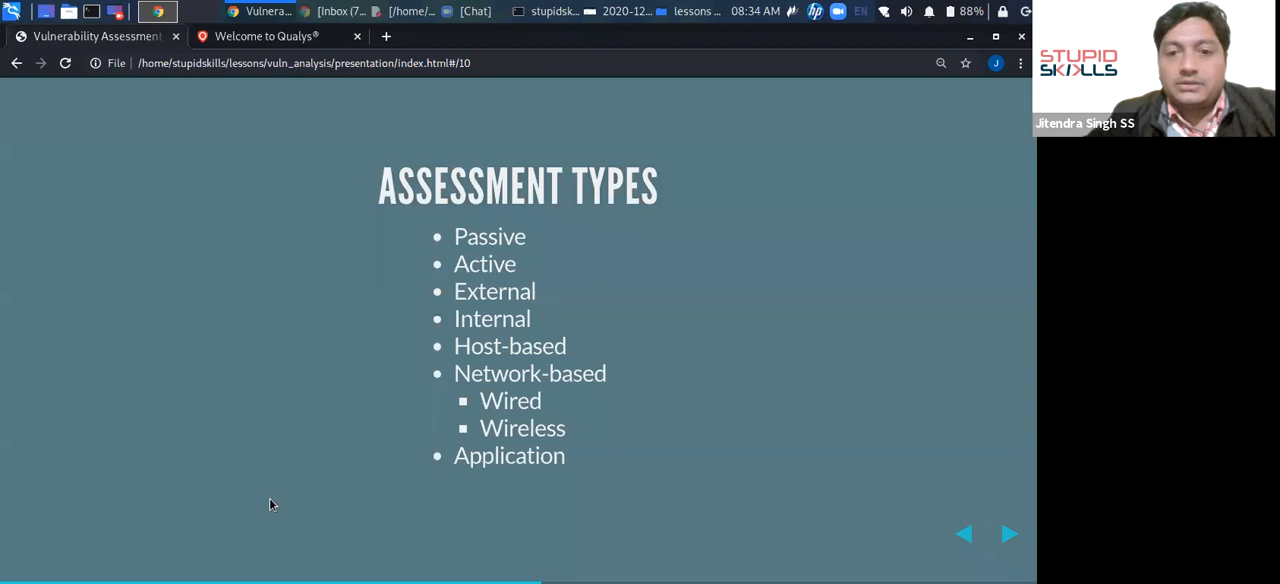 Vulnera...
[Inbox (7...
[/home/...
[Chat]
stupidsk...
2020-12...
lessons ...
08:34 AM
EN
88%
Vulnerability Assessment
Welcome to Qualys®
File
/home/stupidskills/lessons/vuln_analysis/presentation/index.html#/10
J
STUPID
SKILLS
Jitendra Singh SS
ASSESSMENT TYPES
Passive
Active
External
Internal
Host-based
Network-based
Wired
Wireless
Application